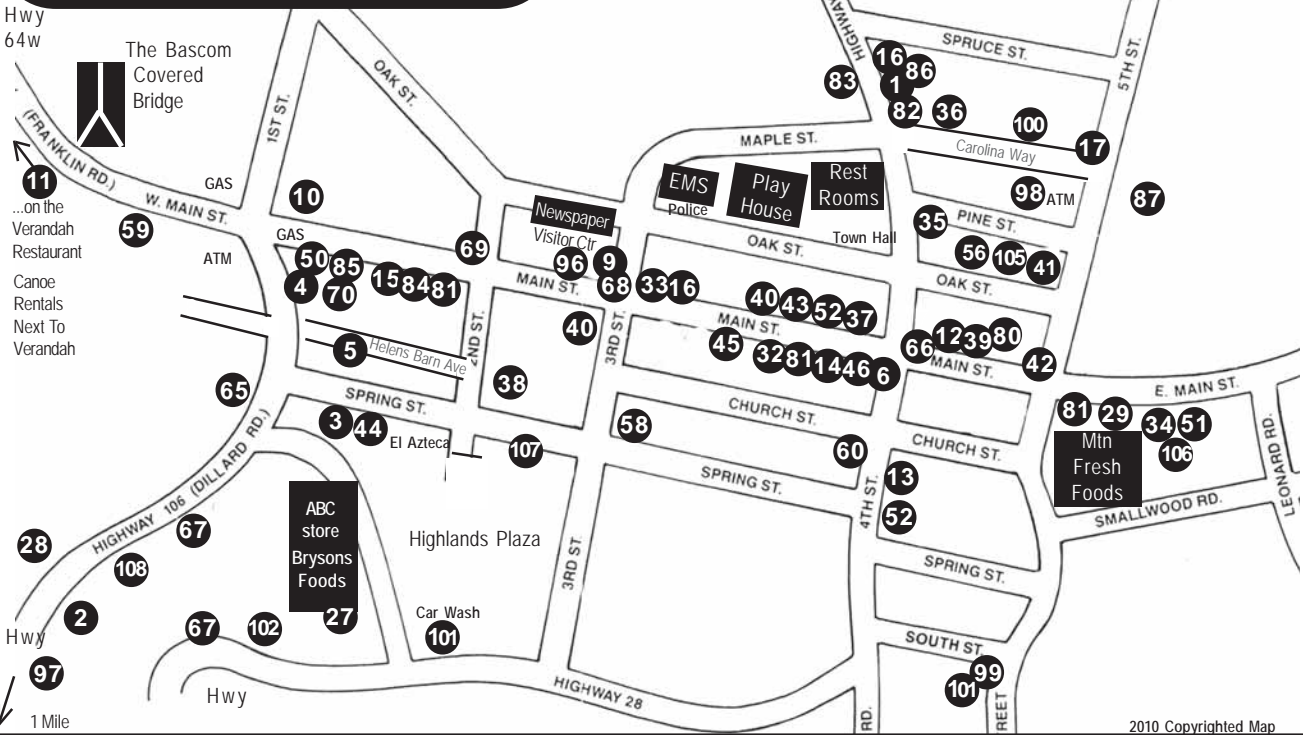 Hwy
64w
The Bascom
Covered
Bridge
(FRANKLIN RD.)
11
...on the
Verandah
Restaurant
Canoe
Rentals
Next To
Verandah
59
W. MAIN ST.
GAS
ATM
1ST ST.
10
GAS
OAK ST.
50
85
4
70
15
84
81
69
5
Helens Barn Ave
2ND ST.
65
SPRING ST.
3
44
El Azteca
38
107
Newspaper
Visitor Ctr
96
9
MAIN ST.
68
40
3RD ST.
33
16
EMS
Police
Play
House
Rest
Rooms
Town Hall
MAPLE ST.
OAK ST.
40
43
52
37
MAIN ST.
45
32
81
14
46
6
CHURCH ST.
58
60
SPRING ST.
HIGHWAY
83
16
86
1
82
36
100
17
SPRUCE ST.
5TH ST.
Carolina Way
98
ATM
87
35
PINE ST.
56
105
41
OAK ST.
66
12
39
80
MAIN ST.
42
E. MAIN ST.
81
29
34
51
106
Mtn
Fresh
Foods
LEONARD RD.
SMALLWOOD RD.
CHURCH ST.
13
4TH ST.
52
SPRING ST.
SOUTH ST.
99
101
REET
RD.
HIGHWAY 106 (DILLARD RD.)
28
108
67
2
Hwy
97
1 Mile
67
102
ABC
store
Brysons
Foods
27
Highlands Plaza
Car Wash
101
3RD ST.
Hwy
HIGHWAY 28
2010 Copyrighted Map